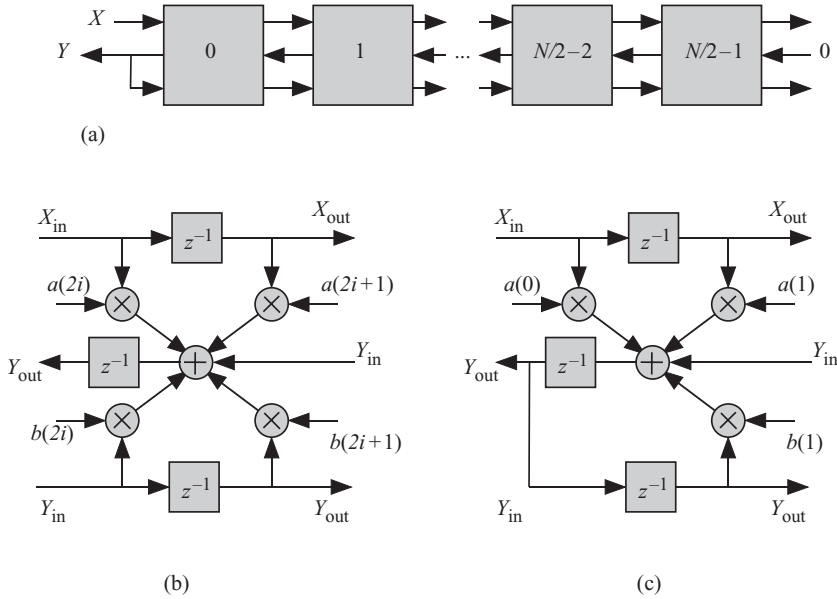 X
Y
0
1
...
N/2–2
N/2–1
0
(a)
X_in
X_out
z⁻¹
a(2i)
a(2i+1)
Y_out
z⁻¹
Y_in
b(2i)
b(2i+1)
z⁻¹
Y_in
Y_out
(b)
X_in
X_out
z⁻¹
a(0)
a(1)
Y_out
z⁻¹
Y_in
b(1)
z⁻¹
Y_in
Y_out
(c)